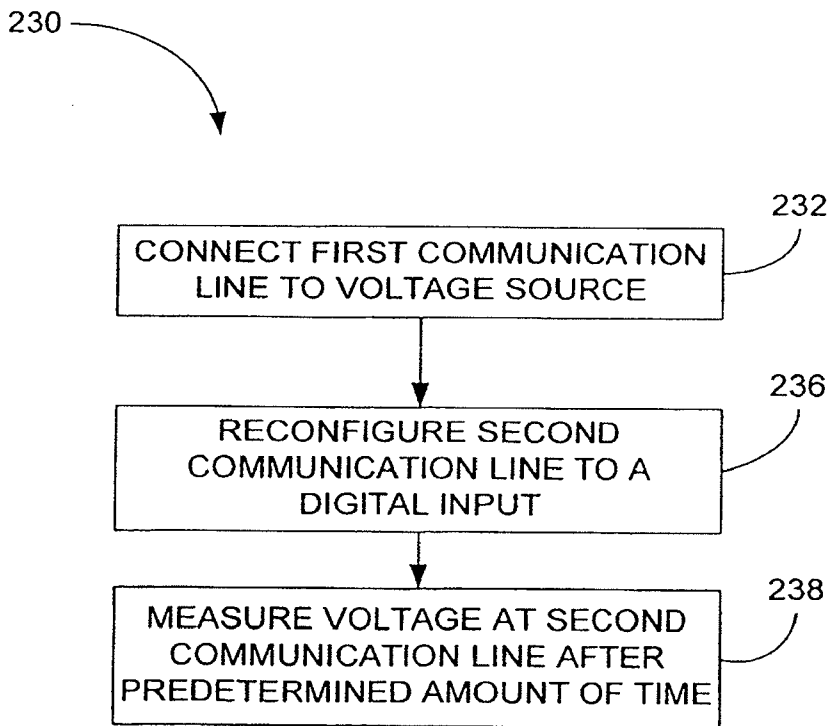 230
232
CONNECT FIRST COMMUNICATION
LINE TO VOLTAGE SOURCE
236
RECONFIGURE SECOND
COMMUNICATION LINE TO A
DIGITAL INPUT
238
MEASURE VOLTAGE AT SECOND
COMMUNICATION LINE AFTER
PREDETERMINED AMOUNT OF TIME